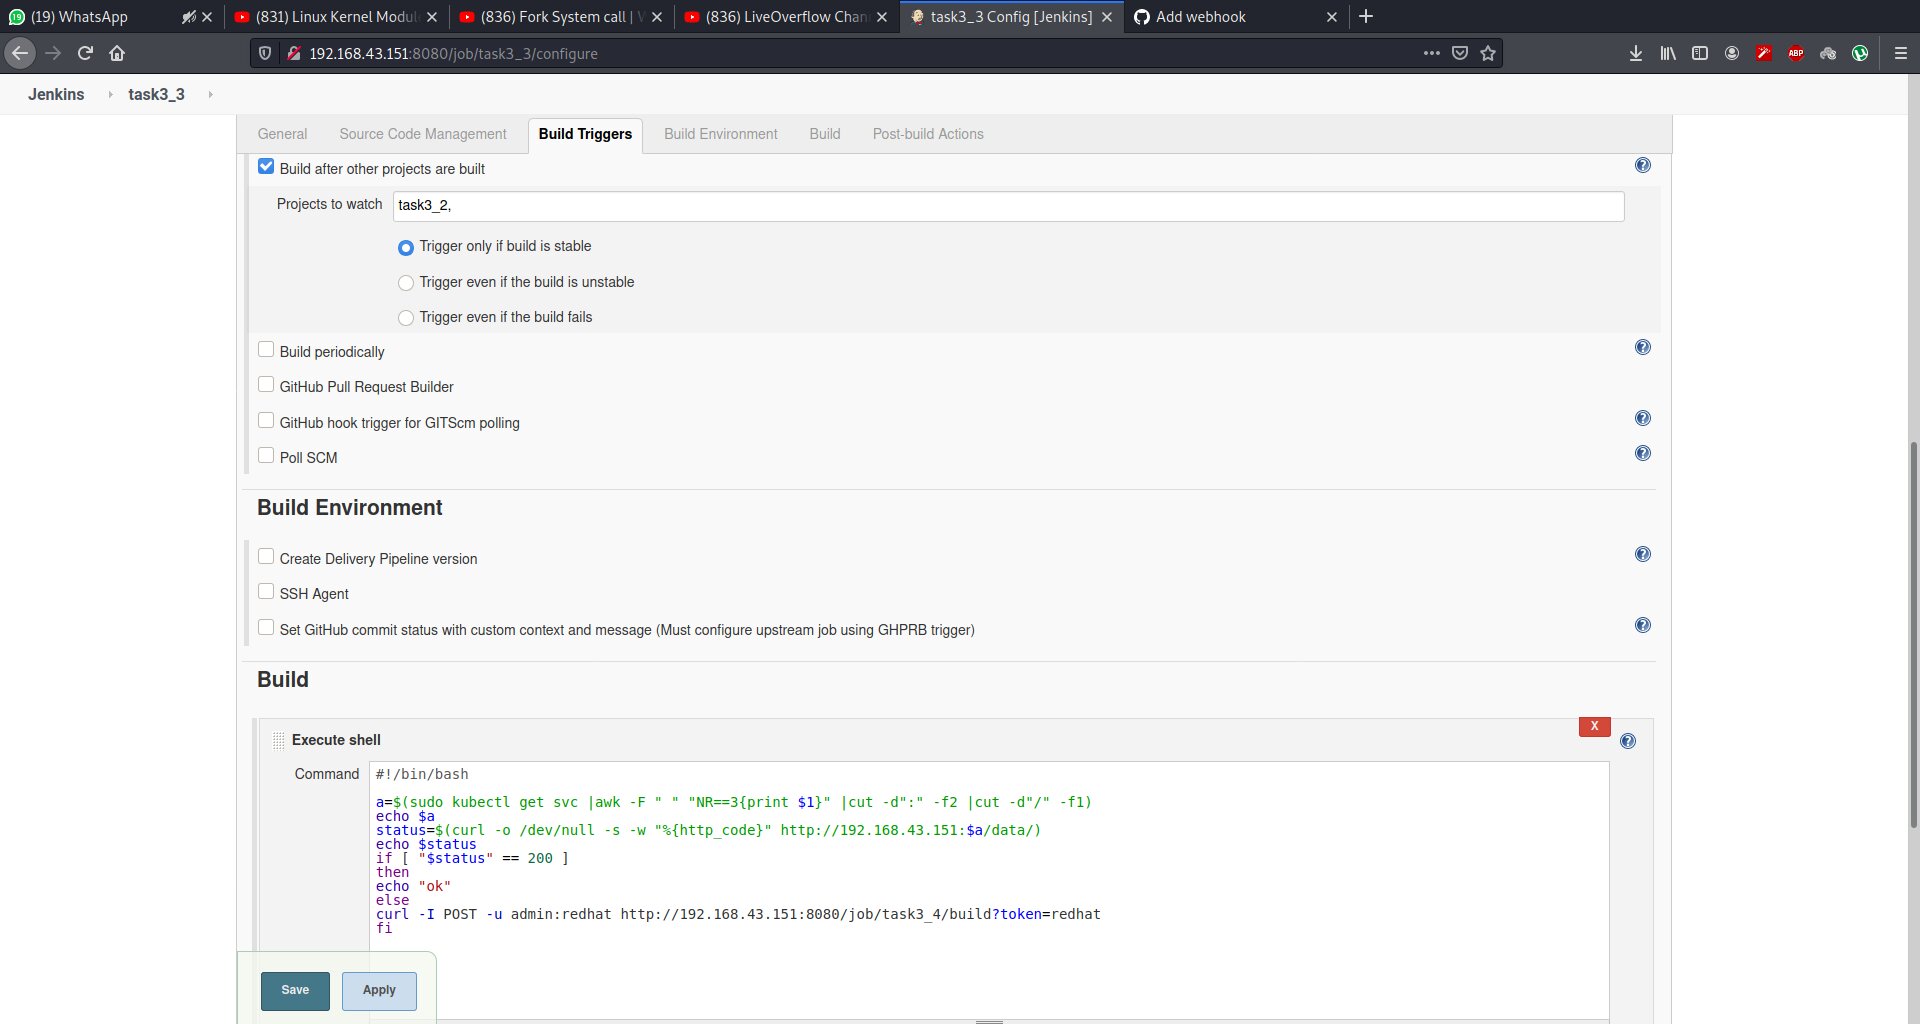 (19) WhatsApp
(831) Linux Kernel Modul
(836) Fork System call | W
(836) LiveOverflow Chan
task3_3 Config [Jenkins]
Add webhook
192.168.43.151:8080/job/task3_3/configure
ABP
Jenkins
task3_3
General
Source Code Management
Build Triggers
Build Environment
Build
Post-build Actions
Build after other projects are built
Projects to watch
task3_2,
Trigger only if build is stable
Trigger even if the build is unstable
Trigger even if the build fails
Build periodically
GitHub Pull Request Builder
GitHub hook trigger for GITScm polling
Poll SCM
Build Environment
Create Delivery Pipeline version
SSH Agent
Set GitHub commit status with custom context and message (Must configure upstream job using GHPRB trigger)
Build
X
Execute shell
Command
#!/bin/bash
a=$(sudo kubectl get svc |awk -F " " "NR==3{print $1}" |cut -d":" -f2 |cut -d"/" -f1)
echo $a
status=$(curl -o /dev/null -s -w "%{http_code}" http://192.168.43.151:$a/data/)
echo $status
if [ "$status" == 200 ]
then
echo "ok"
else
curl -I POST -u admin:redhat http://192.168.43.151:8080/job/task3_4/build?token=redhat
fi
Save
Apply